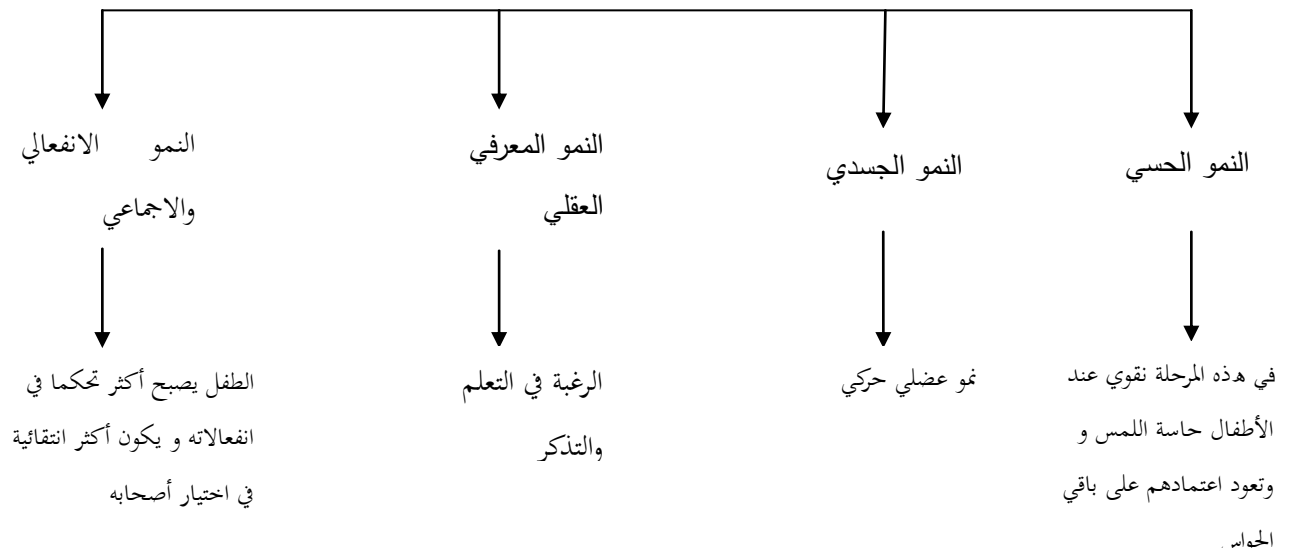 النمو الحسي
النمو الجسدي
النمو المعرفي
العقلي
النمو الانفعالي
والاجماعي
في هذه المرحلة نقوي عند
الأطفال حاسة اللمس و
وتعود اعتمادهم على باقي
الحواس
نمو عضلي حركي
الرغبة في التعلم
والتذكر
الطفل يصبح أكثر تحكما في
انفعالاته و يكون أكثر انتقائية
في اختيار أصحابه